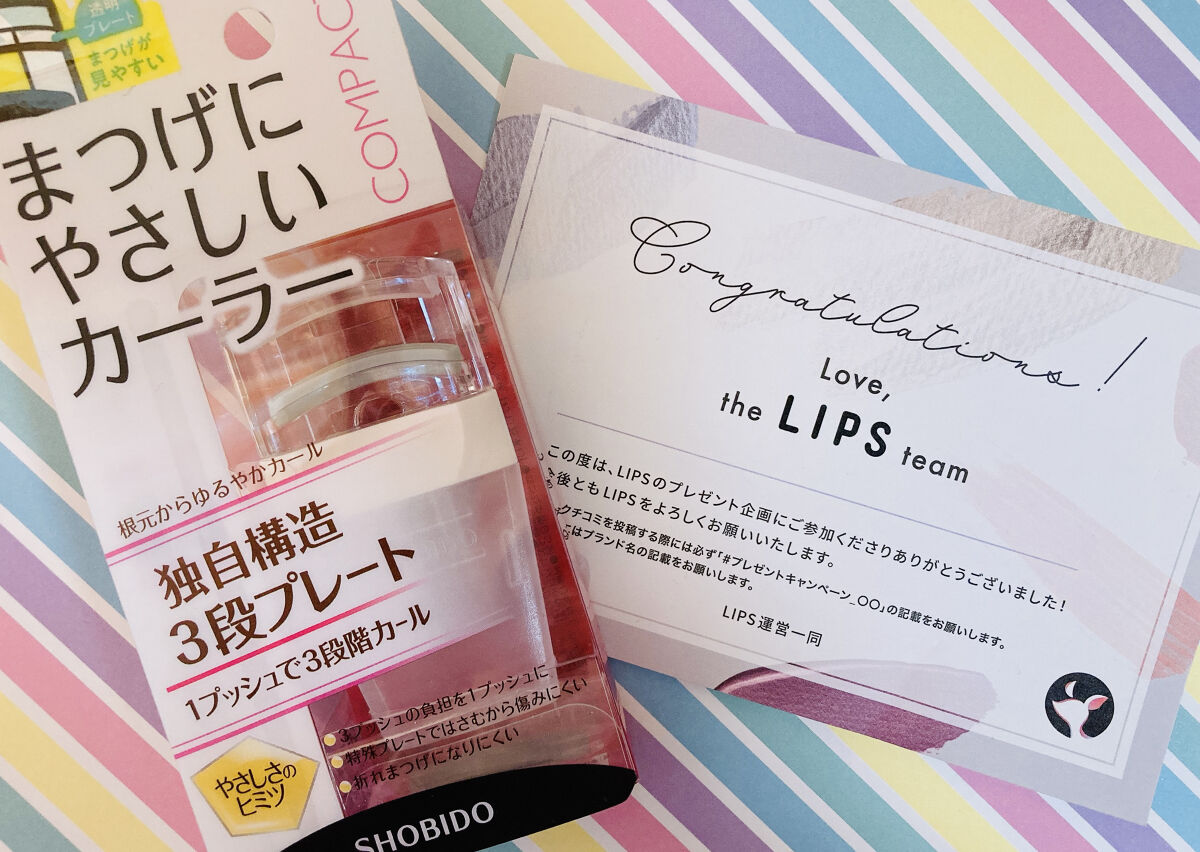 透明
プレート
まつげが
見やすい
COMPAC
まつげに
やさしい
カーラー
根元からゆるやかカール
独自構造
3段プレート
1プッシュで3段階カール
3プッシュの負担を1プッシュに
特殊プレートではさむから傷みにくい
折れまつげになりにくい
やさしさの
ヒミツ
SHOBIDO
Congratulations!
Love,
the LIPS team
この度は、LIPSのプレゼント企画にご参加くださりありがとうございました!
後ともLIPSをよろしくお願いいたします。
クチコミを投稿する際には必ず「#プレゼントキャンペーン_〇〇」の記載をお願いします。
はブランド名の記載をお願いします。
LIPS運営一同